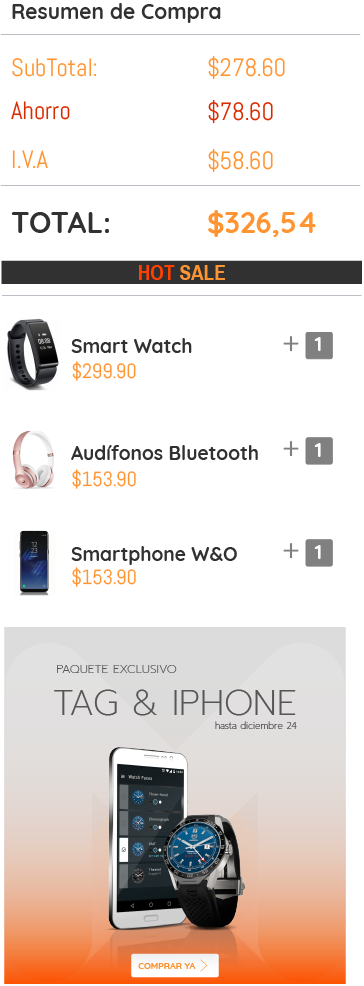 Resumen de Compra
SubTotal: $278.60
Ahorro $78.60
I.V.A $58.60
TOTAL: $326,54
HOT SALE
Smart Watch + 1
$299.90
Audífonos Bluetooth + 1
$153.90
Smartphone W&O + 1
$153.90
PAQUETE EXCLUSIVO
TAG & IPHONE
hasta diciembre 24
Watch Faces
COMPRAR YA